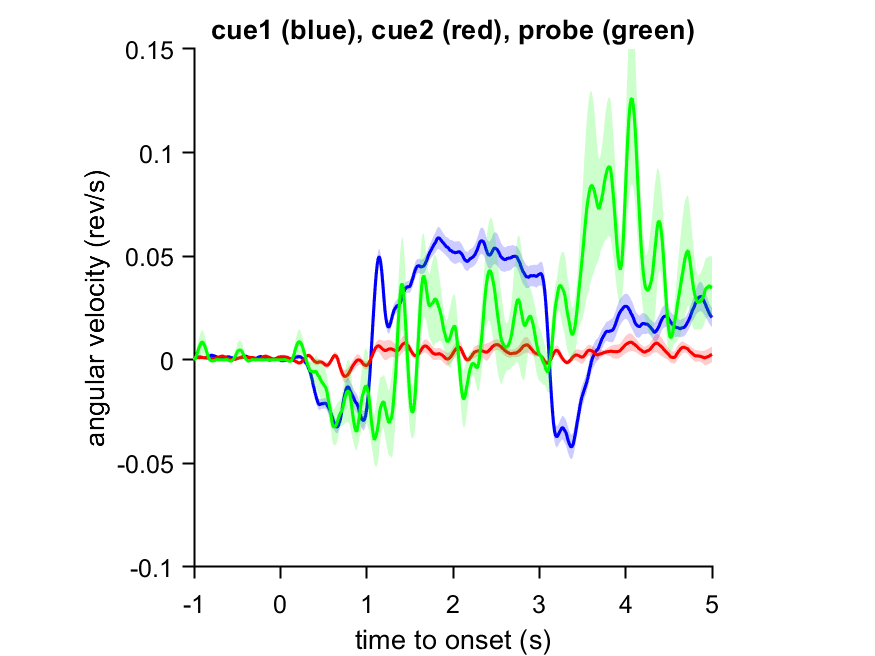 cue1 (blue), cue2 (red), probe (green)
0.15
0.1
0.05
0
-0.05
-0.1
angular velocity (rev/s)
-1 0 1 2 3 4 5
time to onset (s)